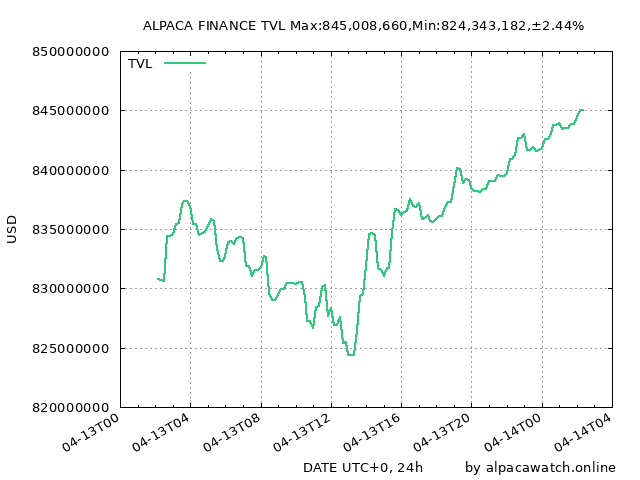 ALPACA FINANCE TVL Max:845,008,660,Min:824,343,182,±2.44%
850000000
TVL
845000000
840000000
835000000
USD
830000000
825000000
820000000
04-13T00
04-13T04
04-13T08
04-13T12
04-13T16
04-13T20
04-14T00
04-14T04
DATE UTC+0, 24h
by alpacawatch.online